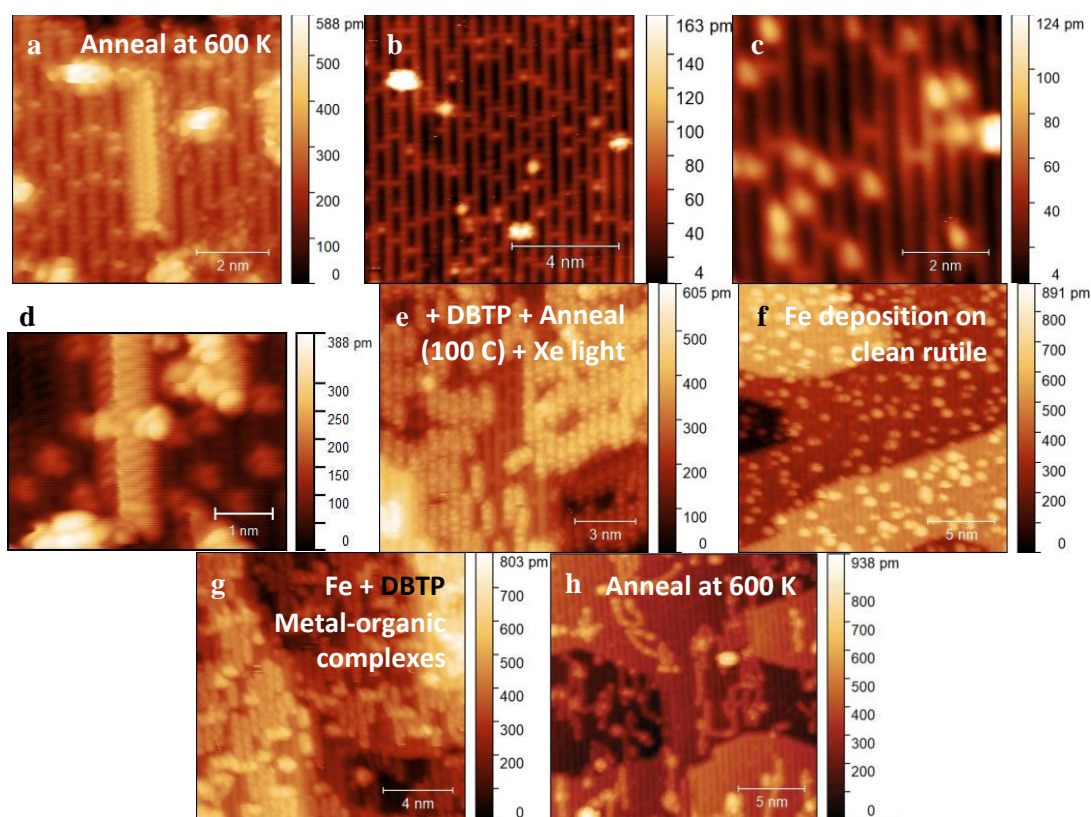 a
Anneal at 600 K
588 pm
500
400
300
200
100
0
2 nm
b
163 pm
140
120
100
80
60
40
4
4 nm
c
124 pm
100
80
60
40
4
2 nm
d
388 pm
300
250
200
150
100
0
1 nm
e
+ DBTP + Anneal
(100 C) + Xe light
605 pm
500
400
300
200
100
0
3 nm
f
Fe deposition on
clean rutile
891 pm
800
700
600
500
400
300
200
0
5 nm
g
Fe + DBTP
Metal-organic
complexes
803 pm
700
600
500
400
300
200
0
4 nm
h
Anneal at 600 K
938 pm
800
700
600
500
400
300
200
0
5 nm